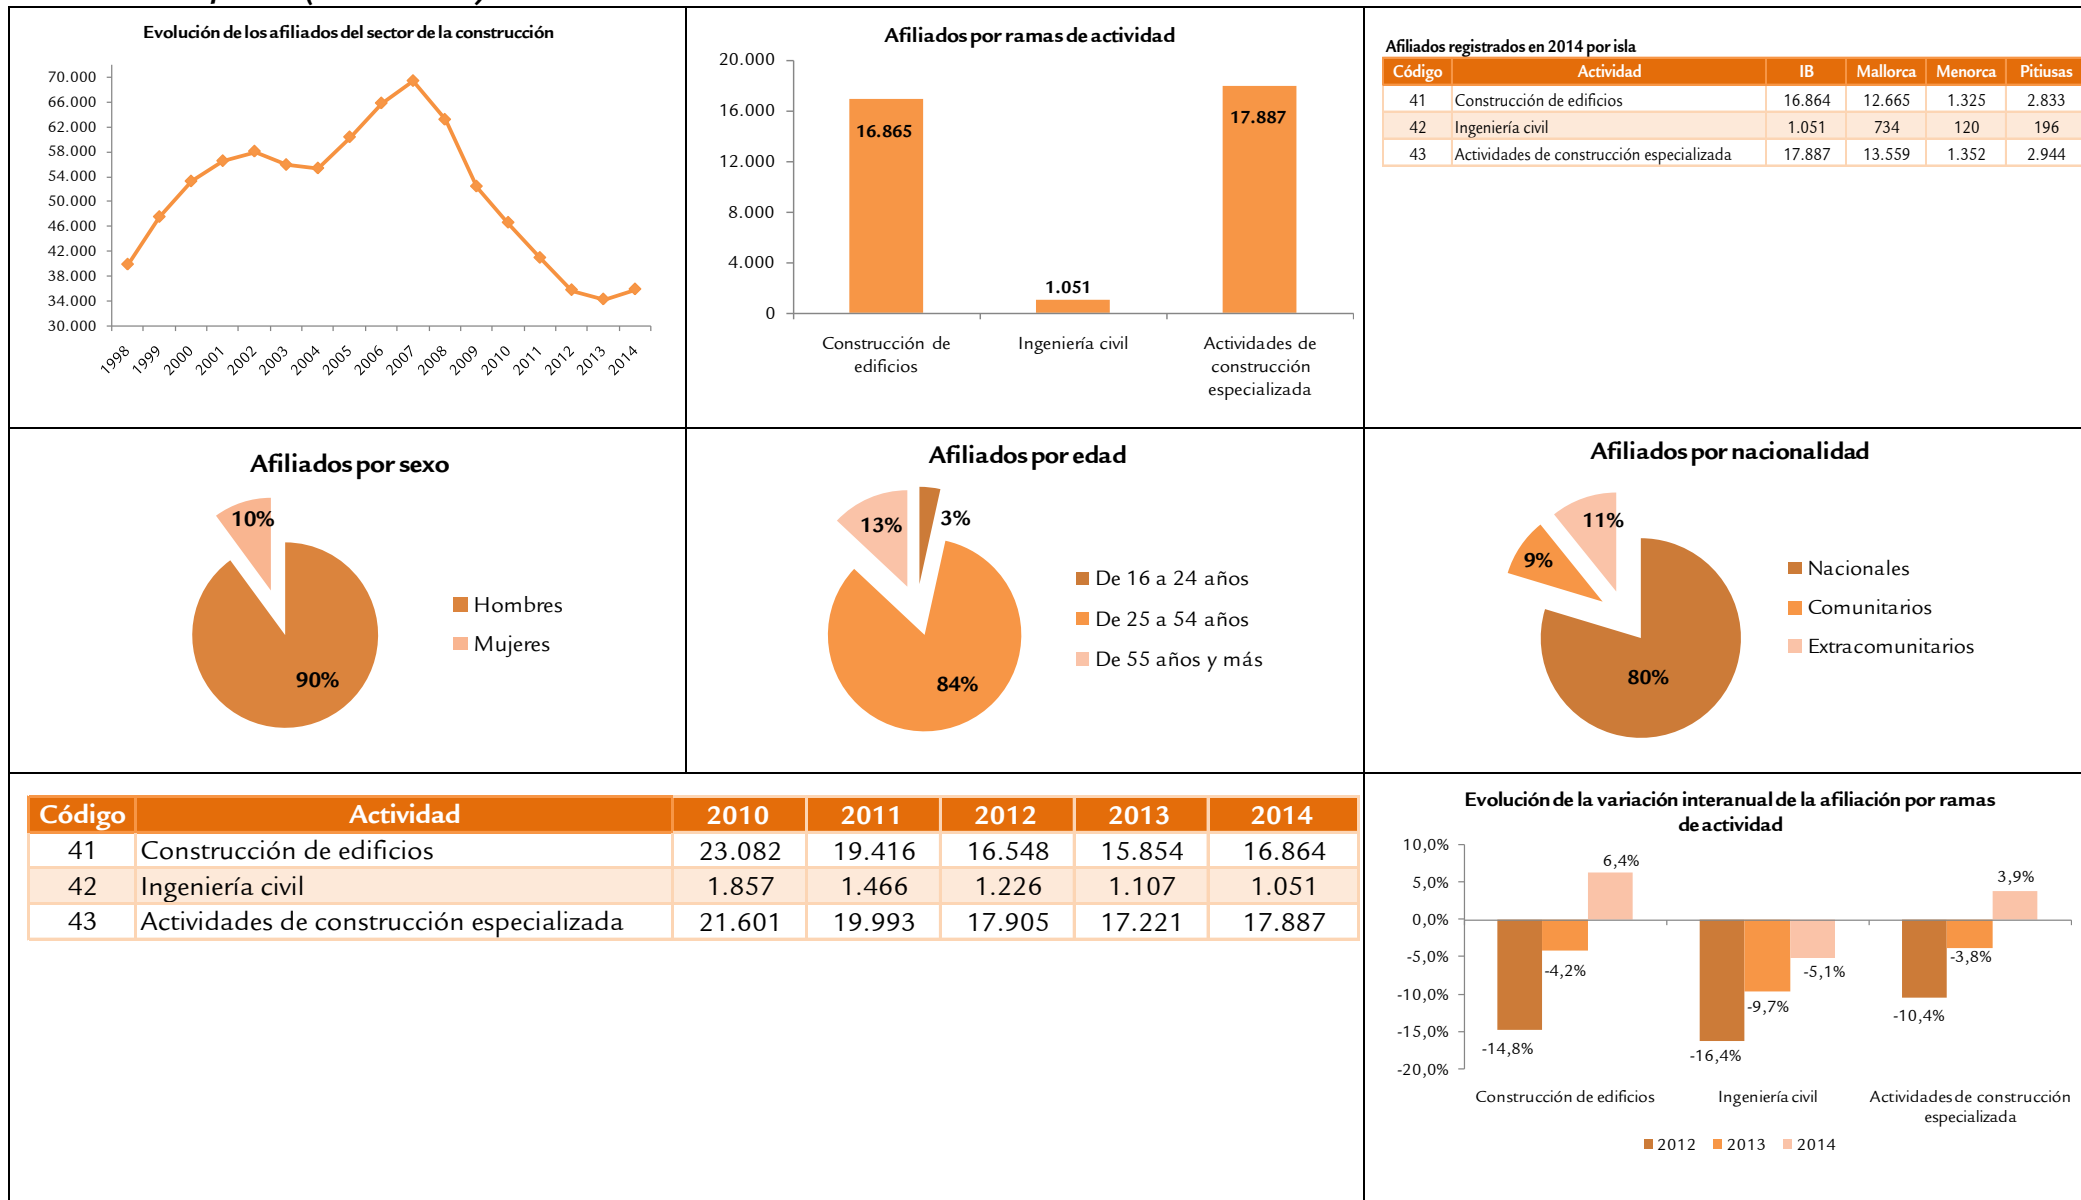 Evolución de los afiliados del sector de la construcción
70.000
66.000
62.000
58.000
54.000
50.000
46.000
42.000
38.000
34.000
30.000
1998
1999
2000
2001
2002
2003
2004
2005
2006
2007
2008
2009
2010
2011
2012
2013
2014
Afiliados por ramas de actividad
20.000
16.000
12.000
8.000
4.000
0
16.865
1.051
17.887
Construcción de
edificios
Ingeniería civil
Actividades de
construcción
especializada
Afiliados registrados en 2014 por isla
Código Actividad IB Mallorca Menorca Pitiusas
41 Construcción de edificios 16.864 12.665 1.325 2.833
42 Ingeniería civil 1.051 734 120 196
43 Actividades de construcción especializada 17.887 13.559 1.352 2.944
Afiliados por sexo
10%
90%
Hombres
Mujeres
Afiliados por edad
13%
3%
84%
De 16 a 24 años
De 25 a 54 años
De 55 años y más
Afiliados por nacionalidad
11%
9%
80%
Nacionales
Comunitarios
Extracomunitarios
Código Actividad 2010 2011 2012 2013 2014
41 Construcción de edificios 23.082 19.416 16.548 15.854 16.864
42 Ingeniería civil 1.857 1.466 1.226 1.107 1.051
43 Actividades de construcción especializada 21.601 19.993 17.905 17.221 17.887
Evolución de la variación interanual de la afiliación por ramas
de actividad
10,0%
5,0%
0,0%
-5,0%
-10,0%
-15,0%
-20,0%
-14,8%
-4,2%
6,4%
-16,4%
-9,7%
-5,1%
-10,4%
-3,8%
3,9%
Construcción de edificios
Ingeniería civil
Actividades de construcción
especializada
2012 2013 2014